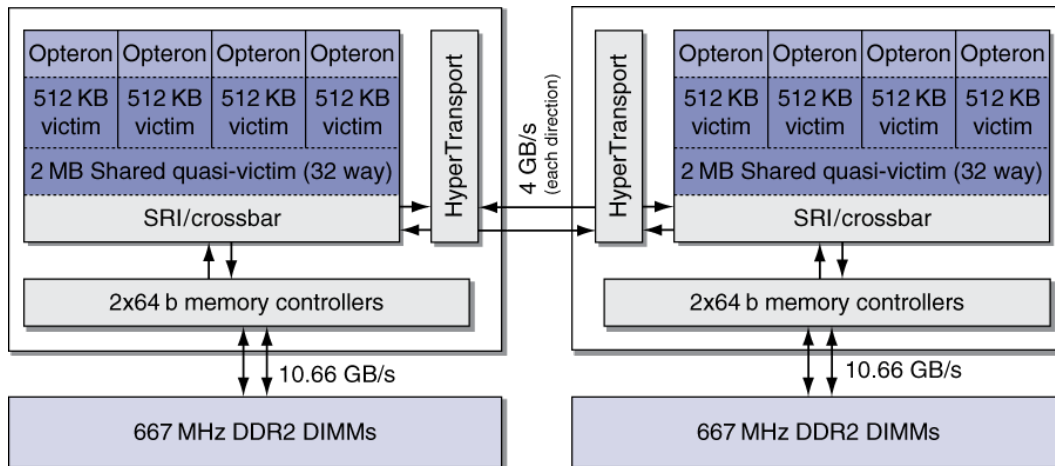 Opteron Opteron Opteron Opteron
512 KB 512 KB 512 KB 512 KB
victim victim victim victim
2 MB Shared quasi-victim (32 way)
SRI/crossbar
HyperTransport
2x64 b memory controllers
10.66 GB/s
667 MHz DDR2 DIMMs
4 GB/s
(each direction)
HyperTransport
Opteron Opteron Opteron Opteron
512 KB 512 KB 512 KB 512 KB
victim victim victim victim
2 MB Shared quasi-victim (32 way)
SRI/crossbar
2x64 b memory controllers
10.66 GB/s
667 MHz DDR2 DIMMs